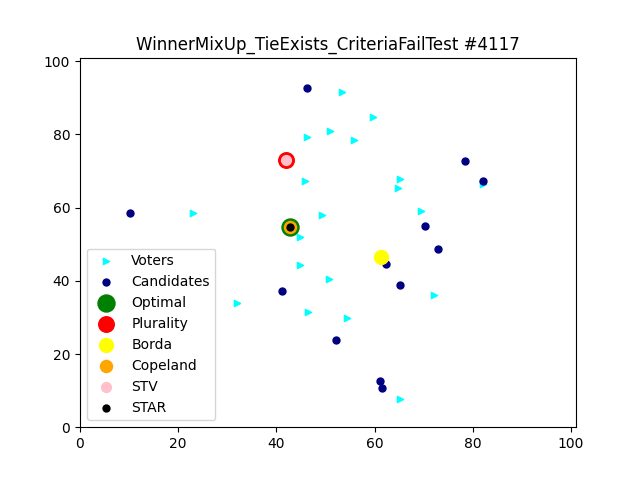 WinnerMixUp_TieExists_CriteriaFailTest #4117
100
80
60
40
20
0
Voters
Candidates
Optimal
Plurality
Borda
Copeland
STV
STAR
0 20 40 60 80 100